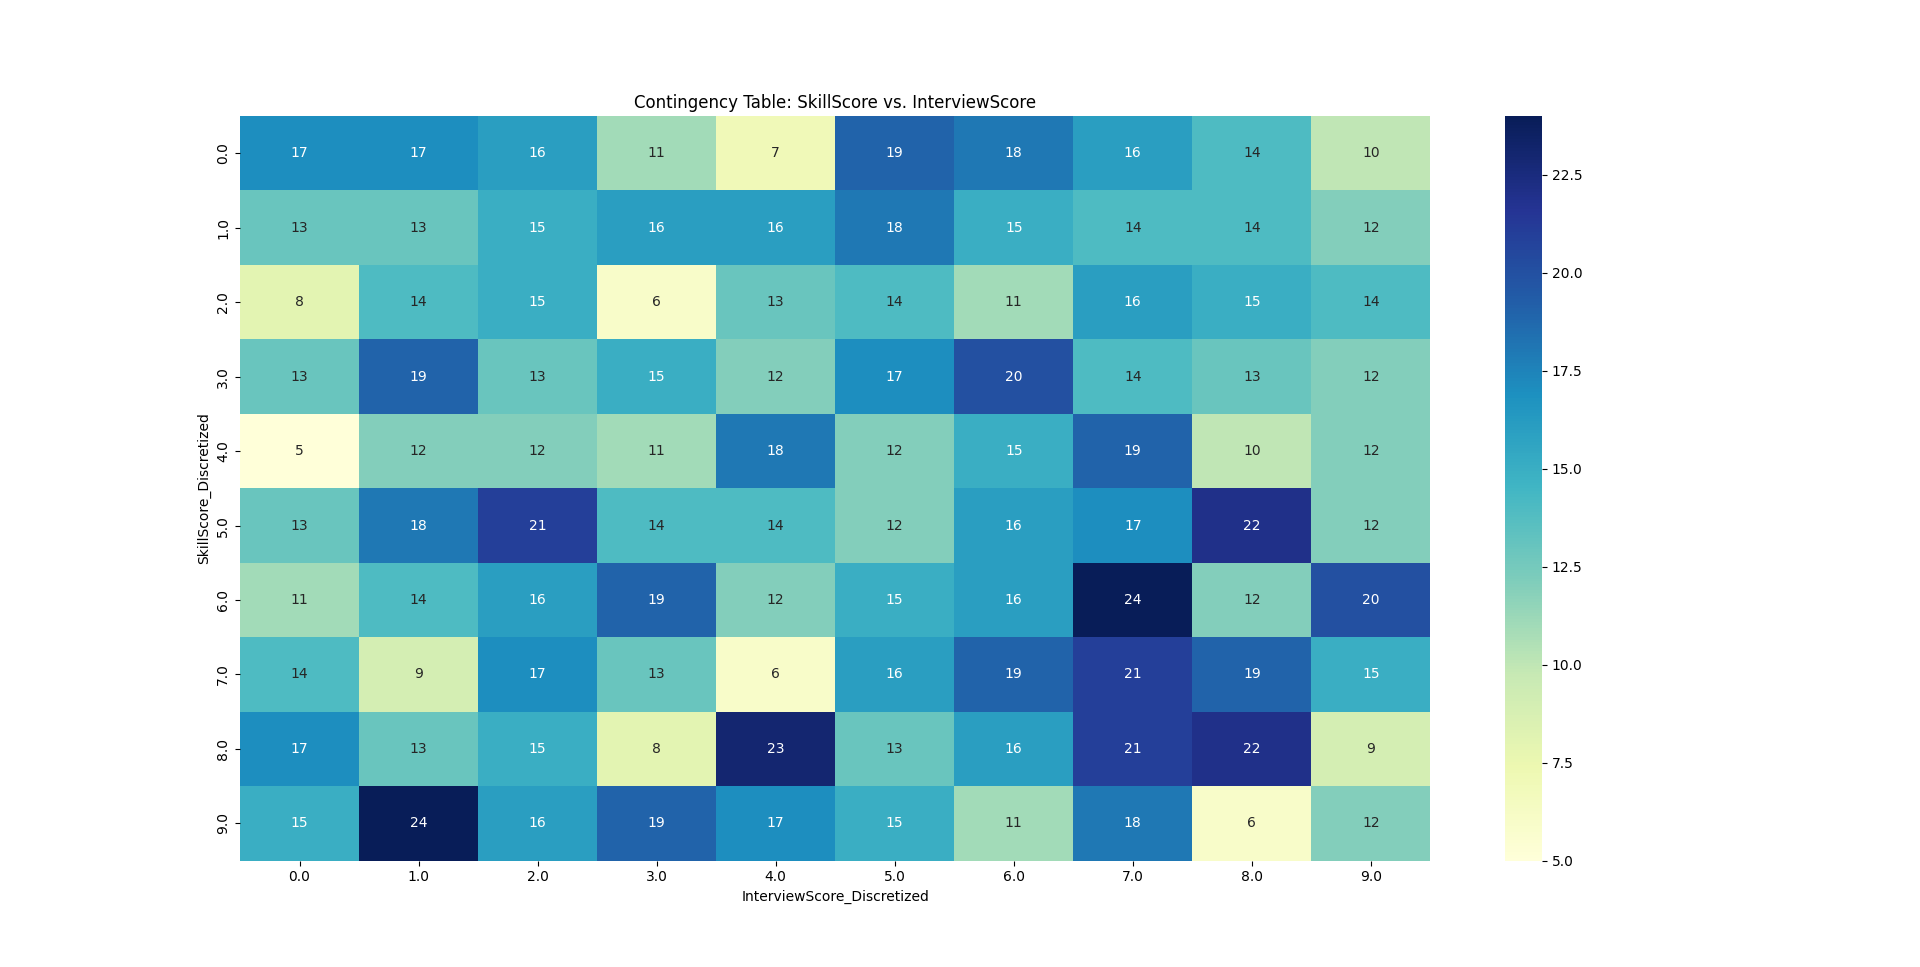 Contingency Table: SkillScore vs. InterviewScore
SkillScore_Discretized
0.0 17 17 16 11 7 19 18 16 14 10
1.0 13 13 15 16 16 18 15 14 14 12
2.0 8 14 15 6 13 14 11 16 15 14
3.0 13 19 13 15 12 17 20 14 13 12
4.0 5 12 12 11 18 12 15 19 10 12
5.0 13 18 21 14 14 12 16 17 22 12
6.0 11 14 16 19 12 15 16 24 12 20
7.0 14 9 17 13 6 16 19 21 19 15
8.0 17 13 15 8 23 13 16 21 22 9
9.0 15 24 16 19 17 15 11 18 6 12
0.0 1.0 2.0 3.0 4.0 5.0 6.0 7.0 8.0 9.0
InterviewScore_Discretized
22.5
20.0
17.5
15.0
12.5
10.0
7.5
5.0